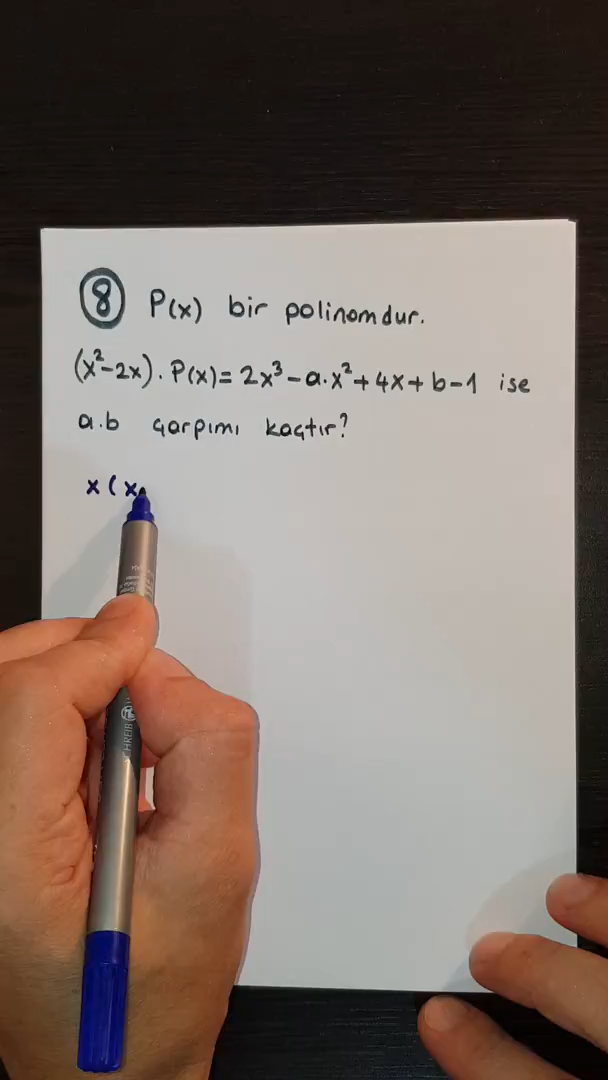 8 P(x) bir polinomdur.
(x²-2x).P(x)=2x³-a.x²+4x+b-1 ise
a.b çarpımı kaçtır?
x(x